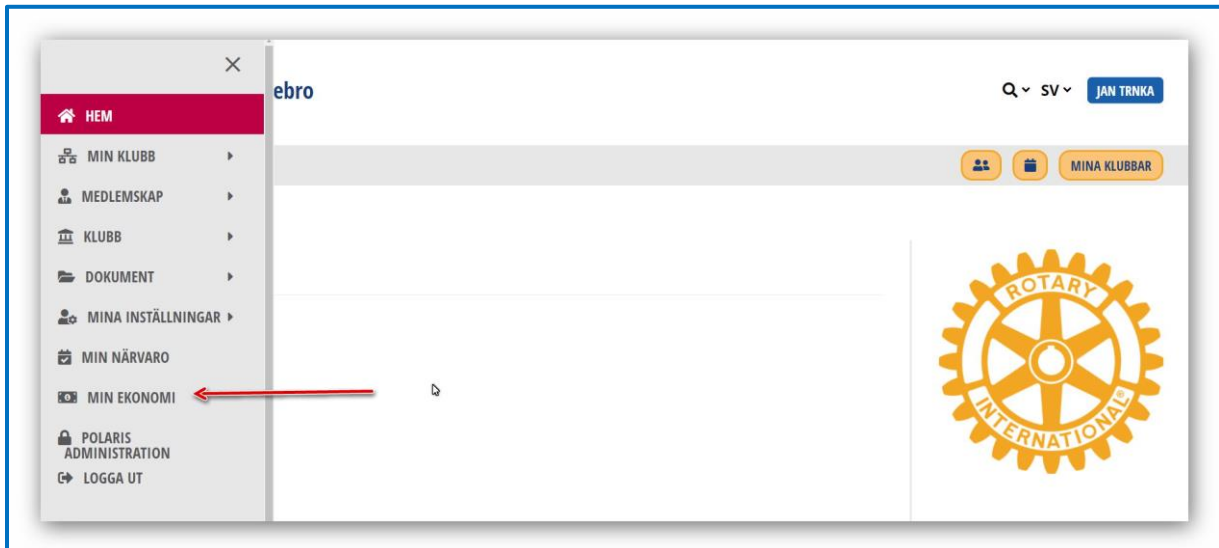 ebro
SV
JAN TRNKA
HEM
MIN KLUBB
MEDLEMSKAP
KLUBB
DOKUMENT
MINA INSTÄLLNINGAR
MIN NÄRVARO
MIN EKONOMI
POLARIS
ADMINISTRATION
LOGGA UT
MINA KLUBBAR
ROTARY
INTERNATIONAL